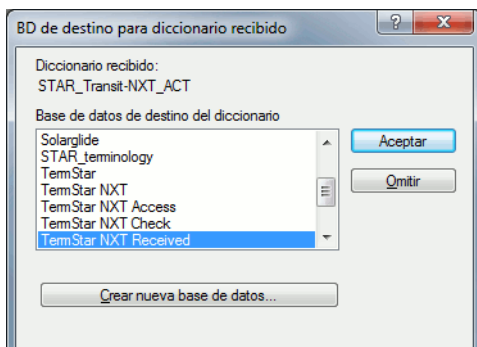 BD de destino para diccionario recibido
Diccionario recibido:
STAR_Transit-NXT_ACT
Base de datos de destino del diccionario
Solarglide
STAR_terminology
TermStar
TermStar NXT
TermStar NXT Access
TermStar NXT Check
TermStar NXT Received
Aceptar
Omitir
Crear nueva base de datos...